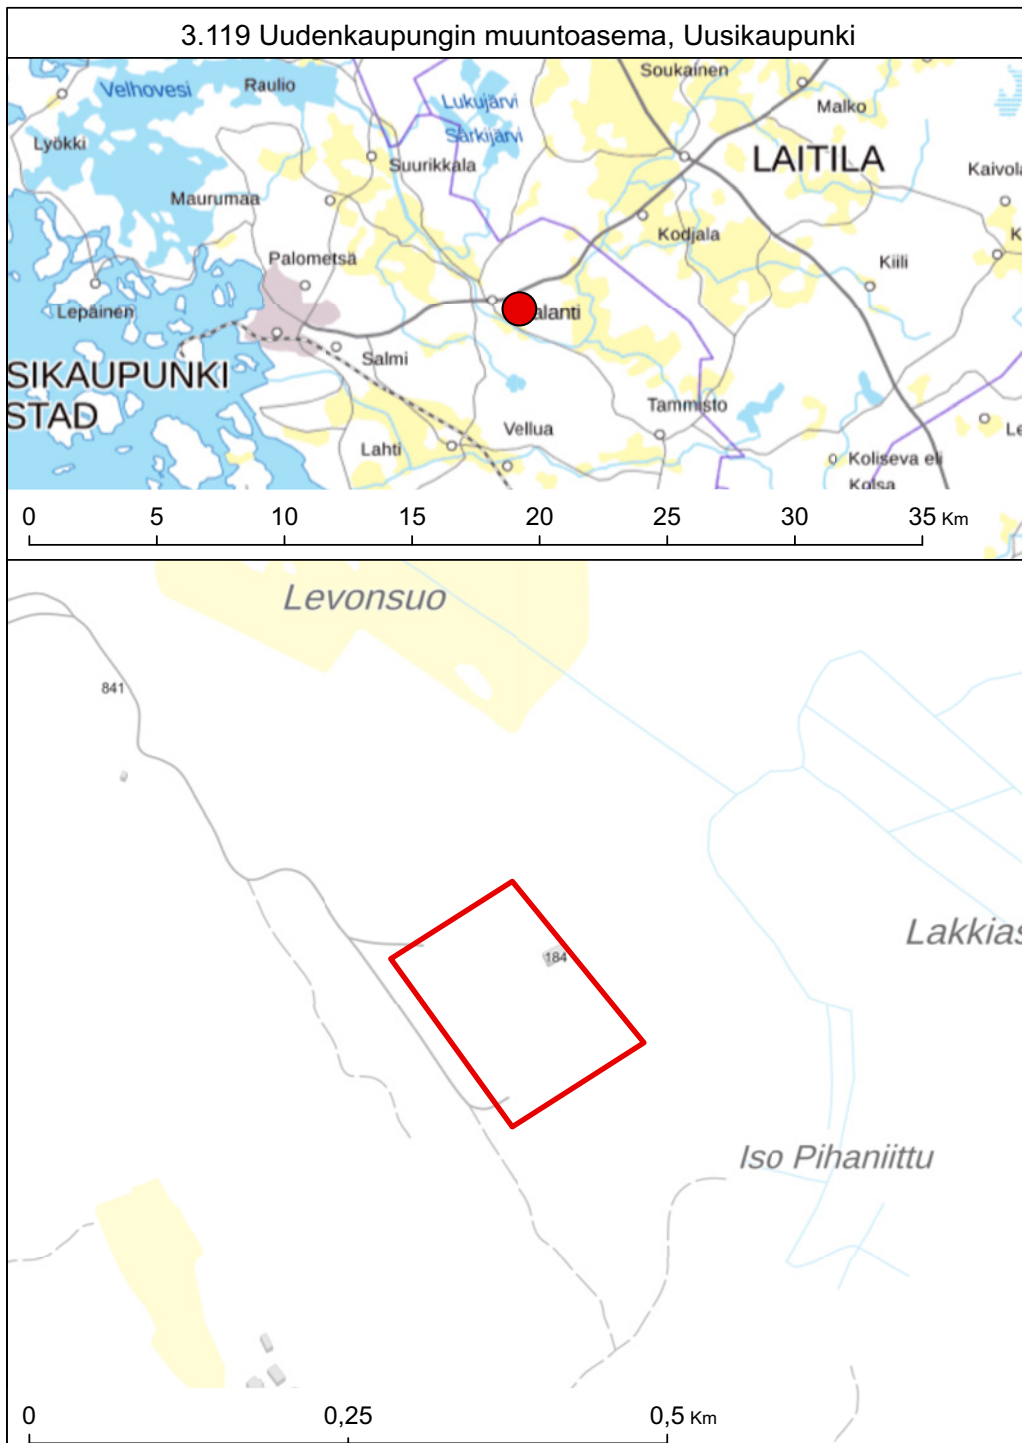 3.119 Uudenkaupungin muuntoasema, Uusikaupunki
Soukainen
Velhovesi
Raulio
Lukujärvi
Malko
Särkijärvi
Lyökki
Suurikkala
LAITILA
Kaivola
Maurumaa
Kodjala
K
Palometsä
Kiili
Lepäinen
alanti
Salmi
SIKAUPUNKI
STAD
Tammisto
Vellua
Le
Lahti
Koliseva eli
Kolsa
0 5 10 15 20 25 30 35 Km
Levonsuo
841
Lakkias
184
Iso Pihaniittu
0 0,25 0,5 Km